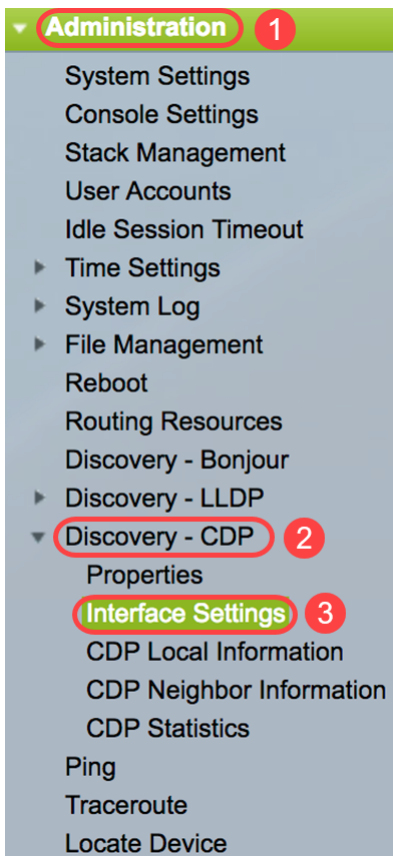 Administration 1
System Settings
Console Settings
Stack Management
User Accounts
Idle Session Timeout
Time Settings
System Log
File Management
Reboot
Routing Resources
Discovery - Bonjour
Discovery - LLDP
Discovery - CDP 2
Properties
Interface Settings 3
CDP Local Information
CDP Neighbor Information
CDP Statistics
Ping
Traceroute
Locate Device